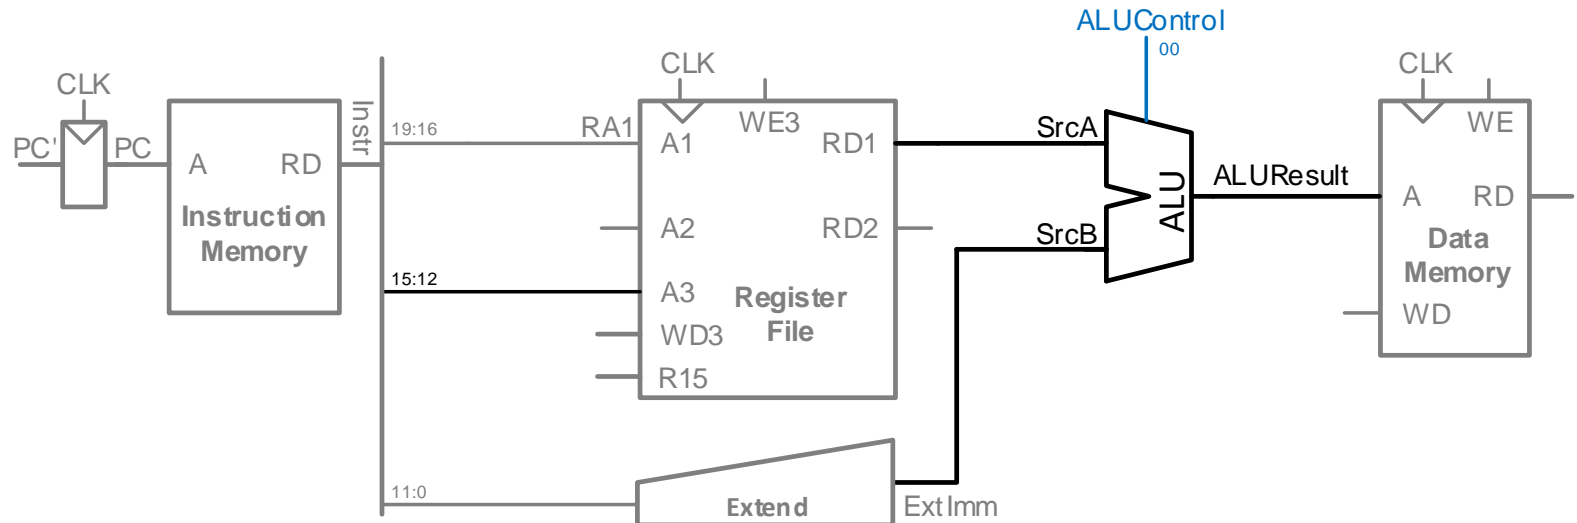 ALUControl
00
CLK
CLK
CLK
PC'
PC
A
RD
Instruction
Memory
Instr
19:16
RA1
A1
WE3
RD1
A2
RD2
15:12
A3
Register
File
WD3
R15
11:0
Extend
ExtImm
SrcA
SrcB
ALU
ALUResult
WE
A
RD
Data
Memory
WD